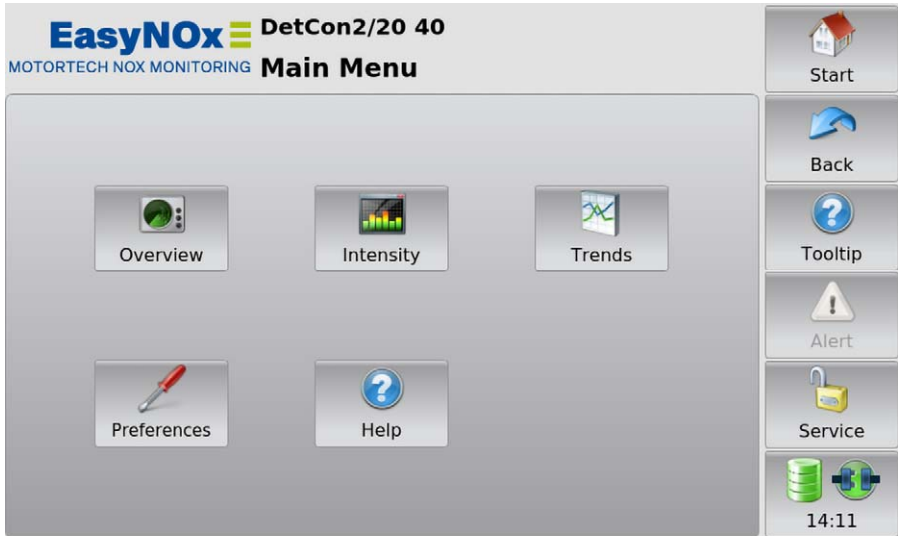 EasyNOx
MOTORTECH NOX MONITORING
DetCon2/20 40
Main Menu
Start
Back
Tooltip
Alert
Service
14:11
Overview
Intensity
Trends
Preferences
Help